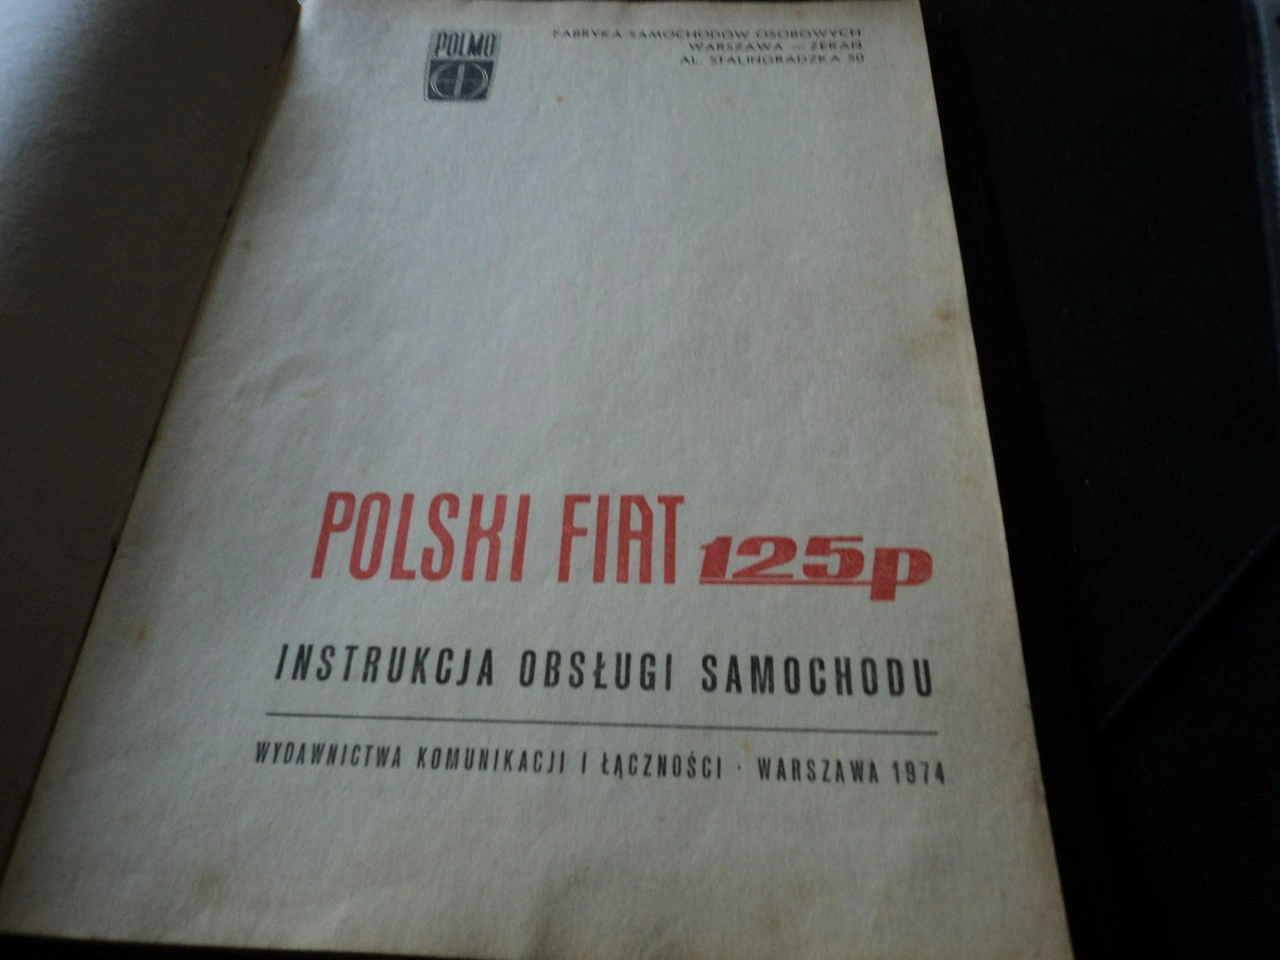 POLMO
FABRYKA SAMOCHODÓW OSOBOWYCH
WARSZAWA — ŻERAŃ
AL. STALINGRADZKA 50
POLSKI FIAT 125p
INSTRUKCJA OBSŁUGI SAMOCHODU
WYDAWNICTWA KOMUNIKACJI I ŁĄCZNOŚCI · WARSZAWA 1974